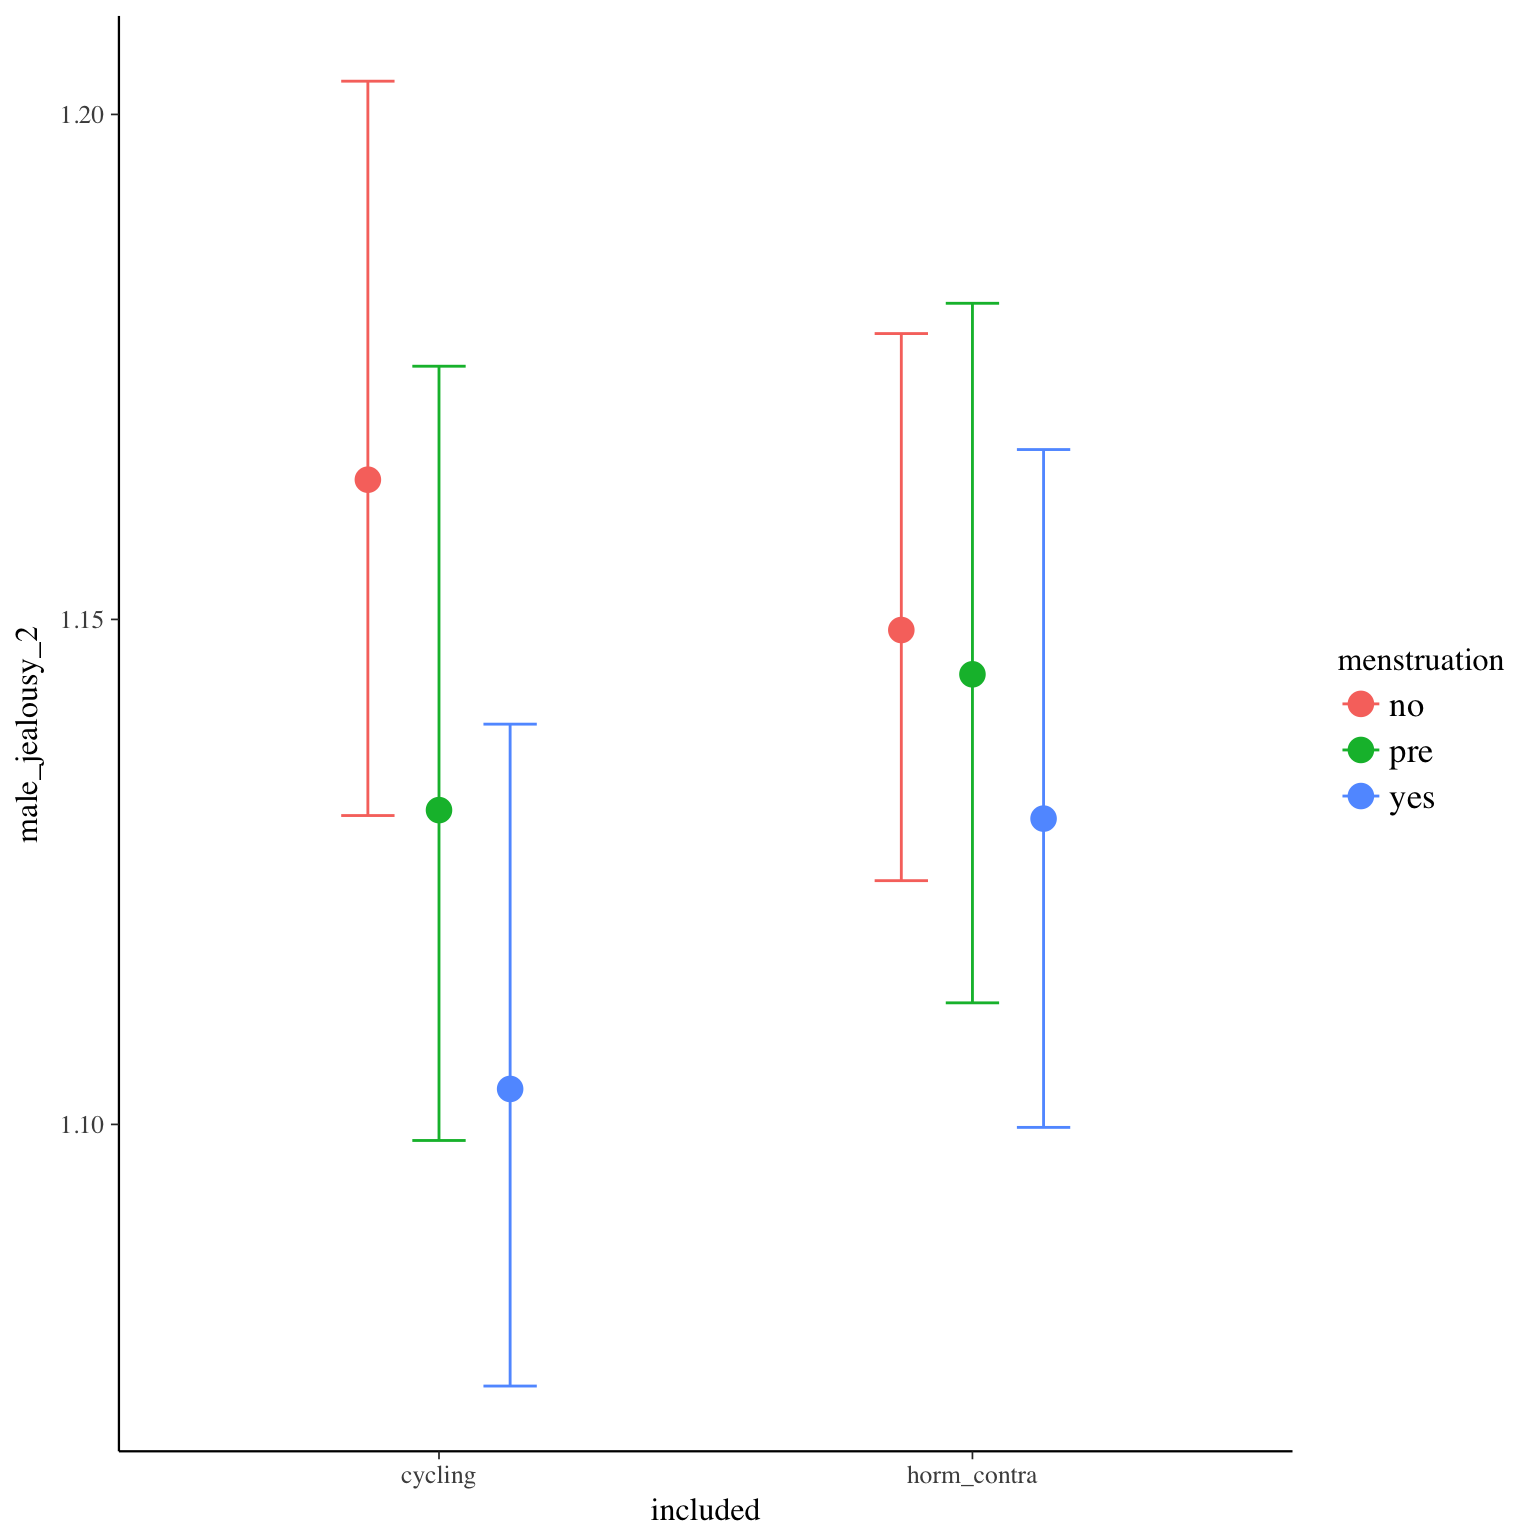 1.20
1.15
1.10
male_jealousy_2
cycling
horm_contra
included
menstruation
no
pre
yes